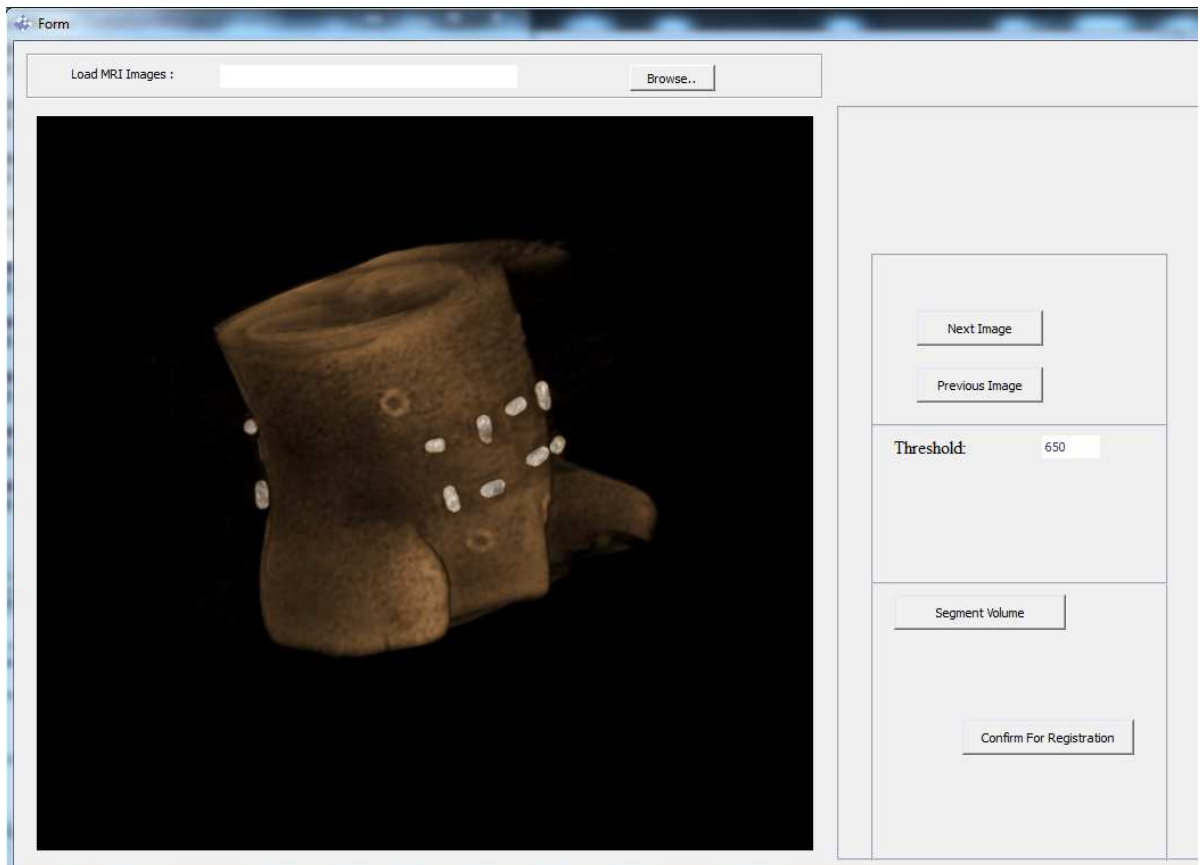 Form
Load MRI Images :
Browse..
Next Image
Previous Image
Threshold:
650
Segment Volume
Confirm For Registration